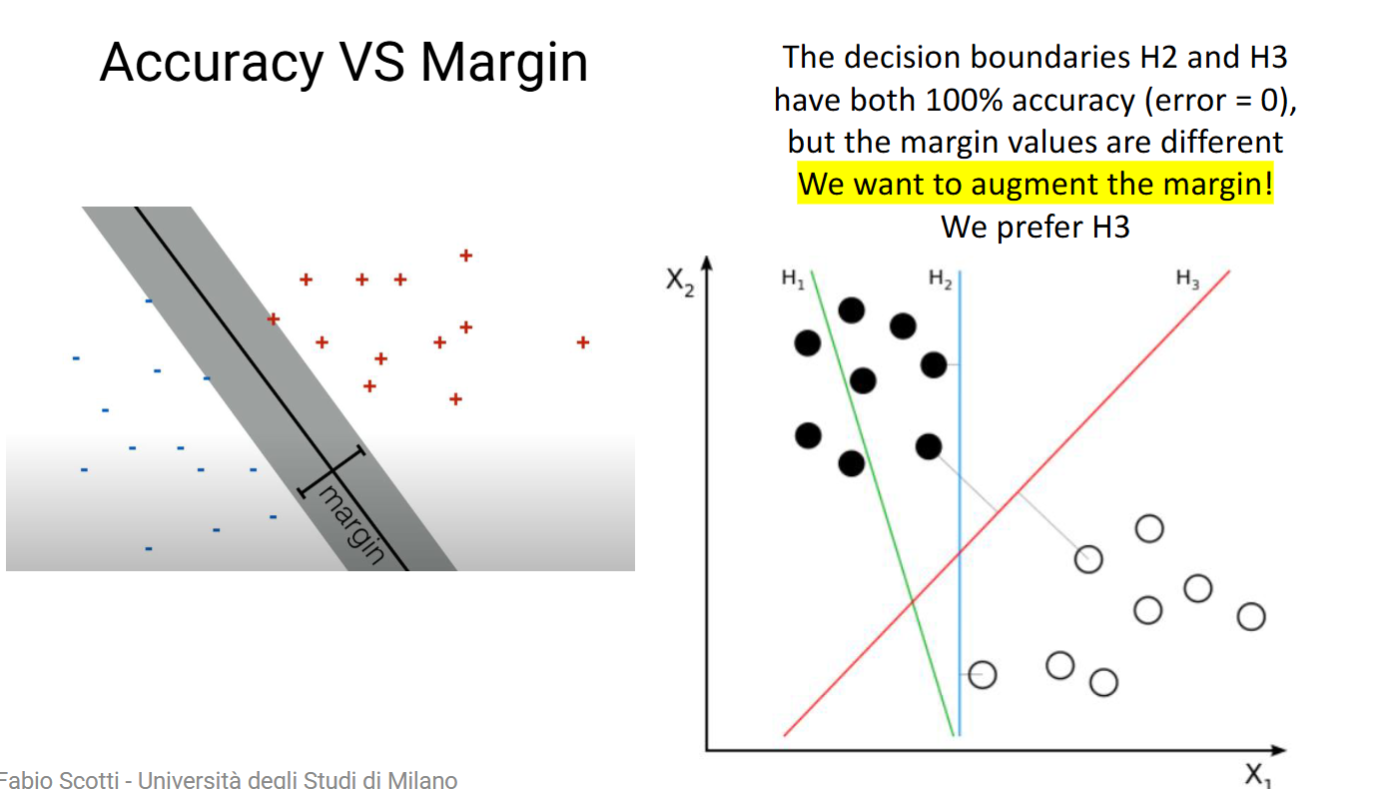 Accuracy VS Margin
The decision boundaries H2 and H3
have both 100% accuracy (error = 0),
but the margin values are different
We want to augment the margin!
We prefer H3
margin
X₂
H₁
H₂
H₃
X₁
Fabio Scotti - Università degli Studi di Milano